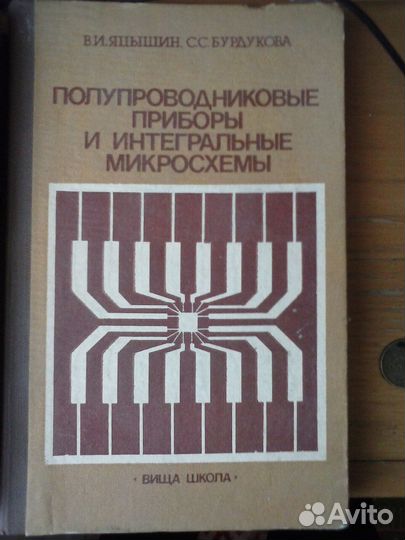 В.И.ЯЦЫШИН, С.С.БУРДУКОВА
ПОЛУПРОВОДНИКОВЫЕ
ПРИБОРЫ
И ИНТЕГРАЛЬНЫЕ
МИКРОСХЕМЫ
‹ ВИЩА ШКОЛА ›
Avito